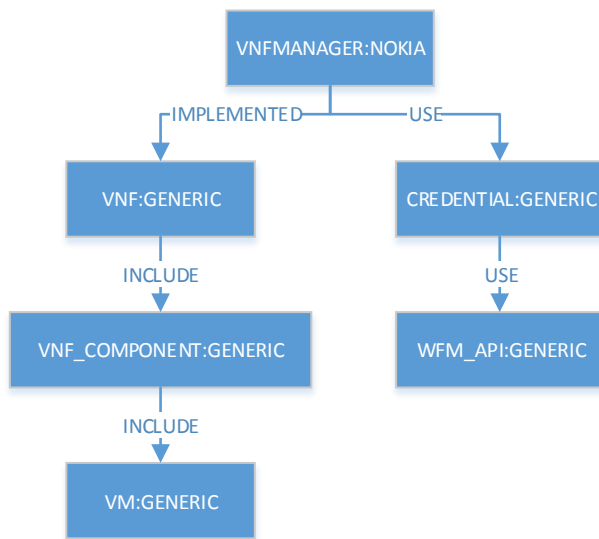 VNFMANAGER:NOKIA
IMPLEMENTED
USE
VNF:GENERIC
CREDENTIAL:GENERIC
INCLUDE
USE
VNF_COMPONENT:GENERIC
WFM_API:GENERIC
INCLUDE
VM:GENERIC